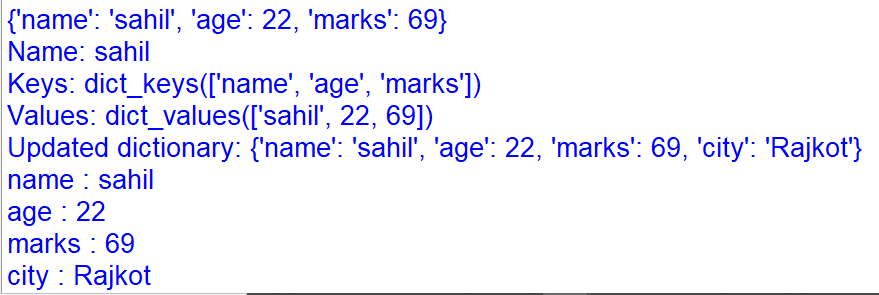 {'name': 'sahil', 'age': 22, 'marks': 69}
Name: sahil
Keys: dict_keys(['name', 'age', 'marks'])
Values: dict_values(['sahil', 22, 69])
Updated dictionary: {'name': 'sahil', 'age': 22, 'marks': 69, 'city': 'Rajkot'}
name : sahil
age : 22
marks : 69
city : Rajkot